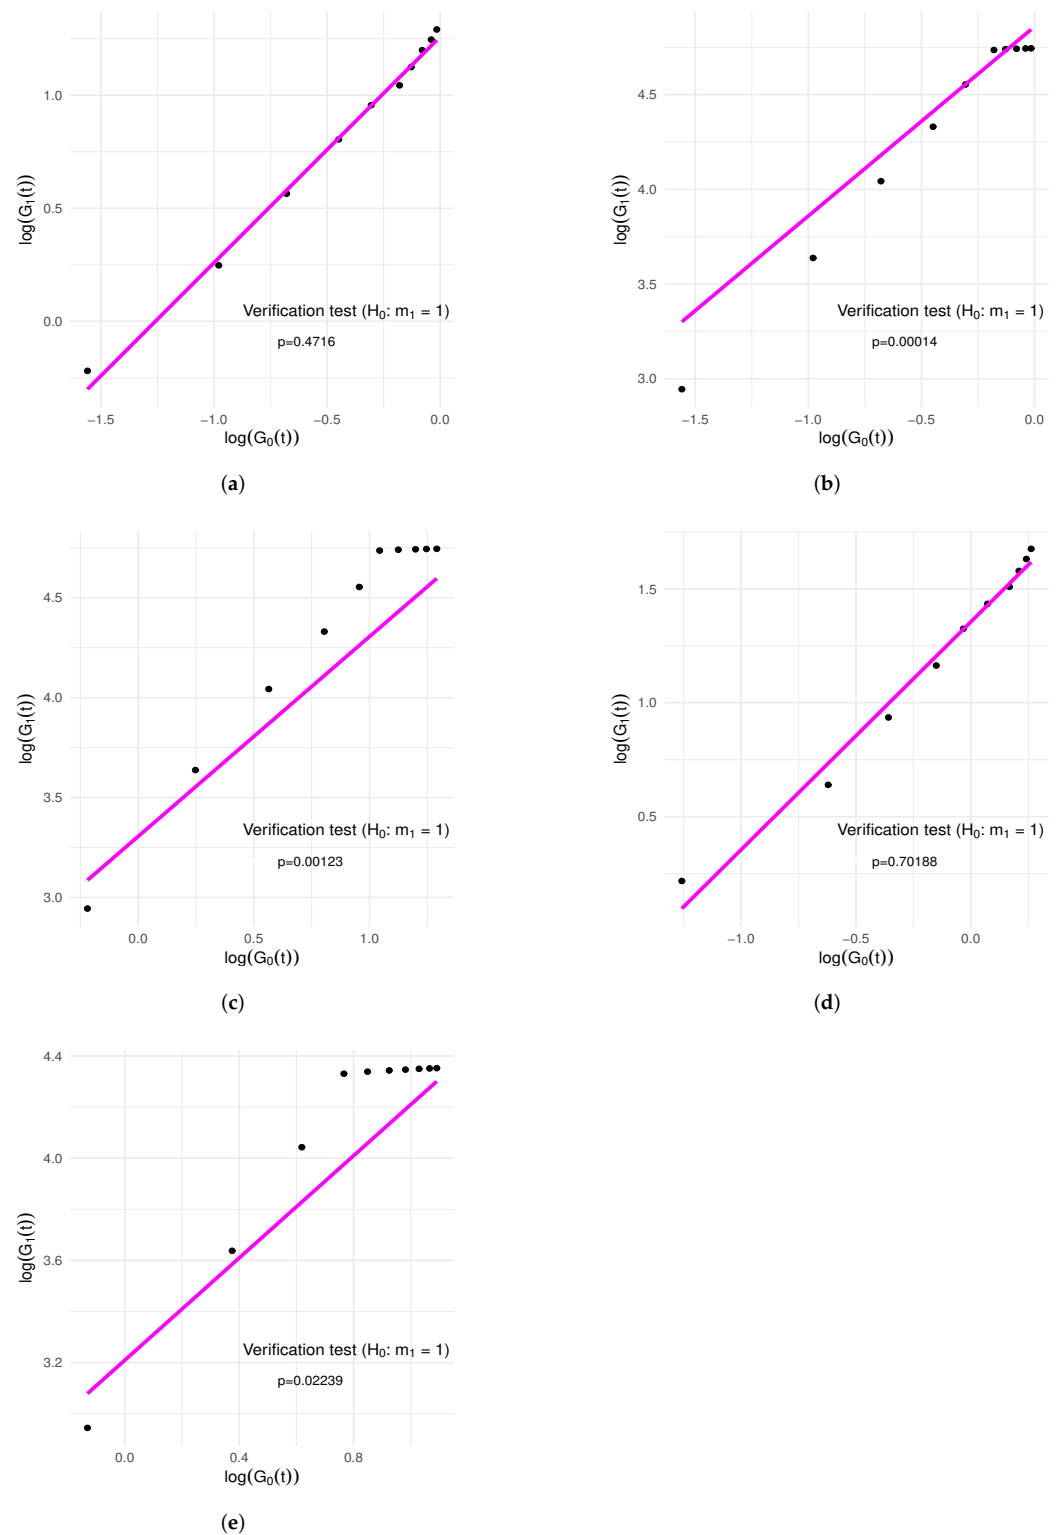 1.0
0.5
0.0
log(G₁(t))
Verification test (H₀: m₁ = 1)
p=0.4716
−1.5
−1.0
−0.5
0.0
log(G₀(t))
(a)
4.5
4.0
3.5
3.0
log(G₁(t))
Verification test (H₀: m₁ = 1)
p=0.00014
−1.5
−1.0
−0.5
0.0
log(G₀(t))
(b)
4.5
4.0
3.5
3.0
log(G₁(t))
Verification test (H₀: m₁ = 1)
p=0.00123
0.0
0.5
1.0
log(G₀(t))
(c)
1.5
1.0
0.5
log(G₁(t))
Verification test (H₀: m₁ = 1)
p=0.70188
−1.0
−0.5
0.0
log(G₀(t))
(d)
4.4
4.0
3.6
3.2
log(G₁(t))
Verification test (H₀: m₁ = 1)
p=0.02239
0.0
0.4
0.8
log(G₀(t))
(e)